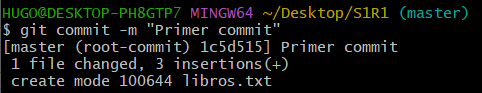 HUGO@DESKTOP-PH8GTP7 MINGW64 ~/Desktop/S1R1 (master)
$ git commit -m "Primer commit"
[master (root-commit) 1c5d515] Primer commit
 1 file changed, 3 insertions(+)
 create mode 100644 libros.txt